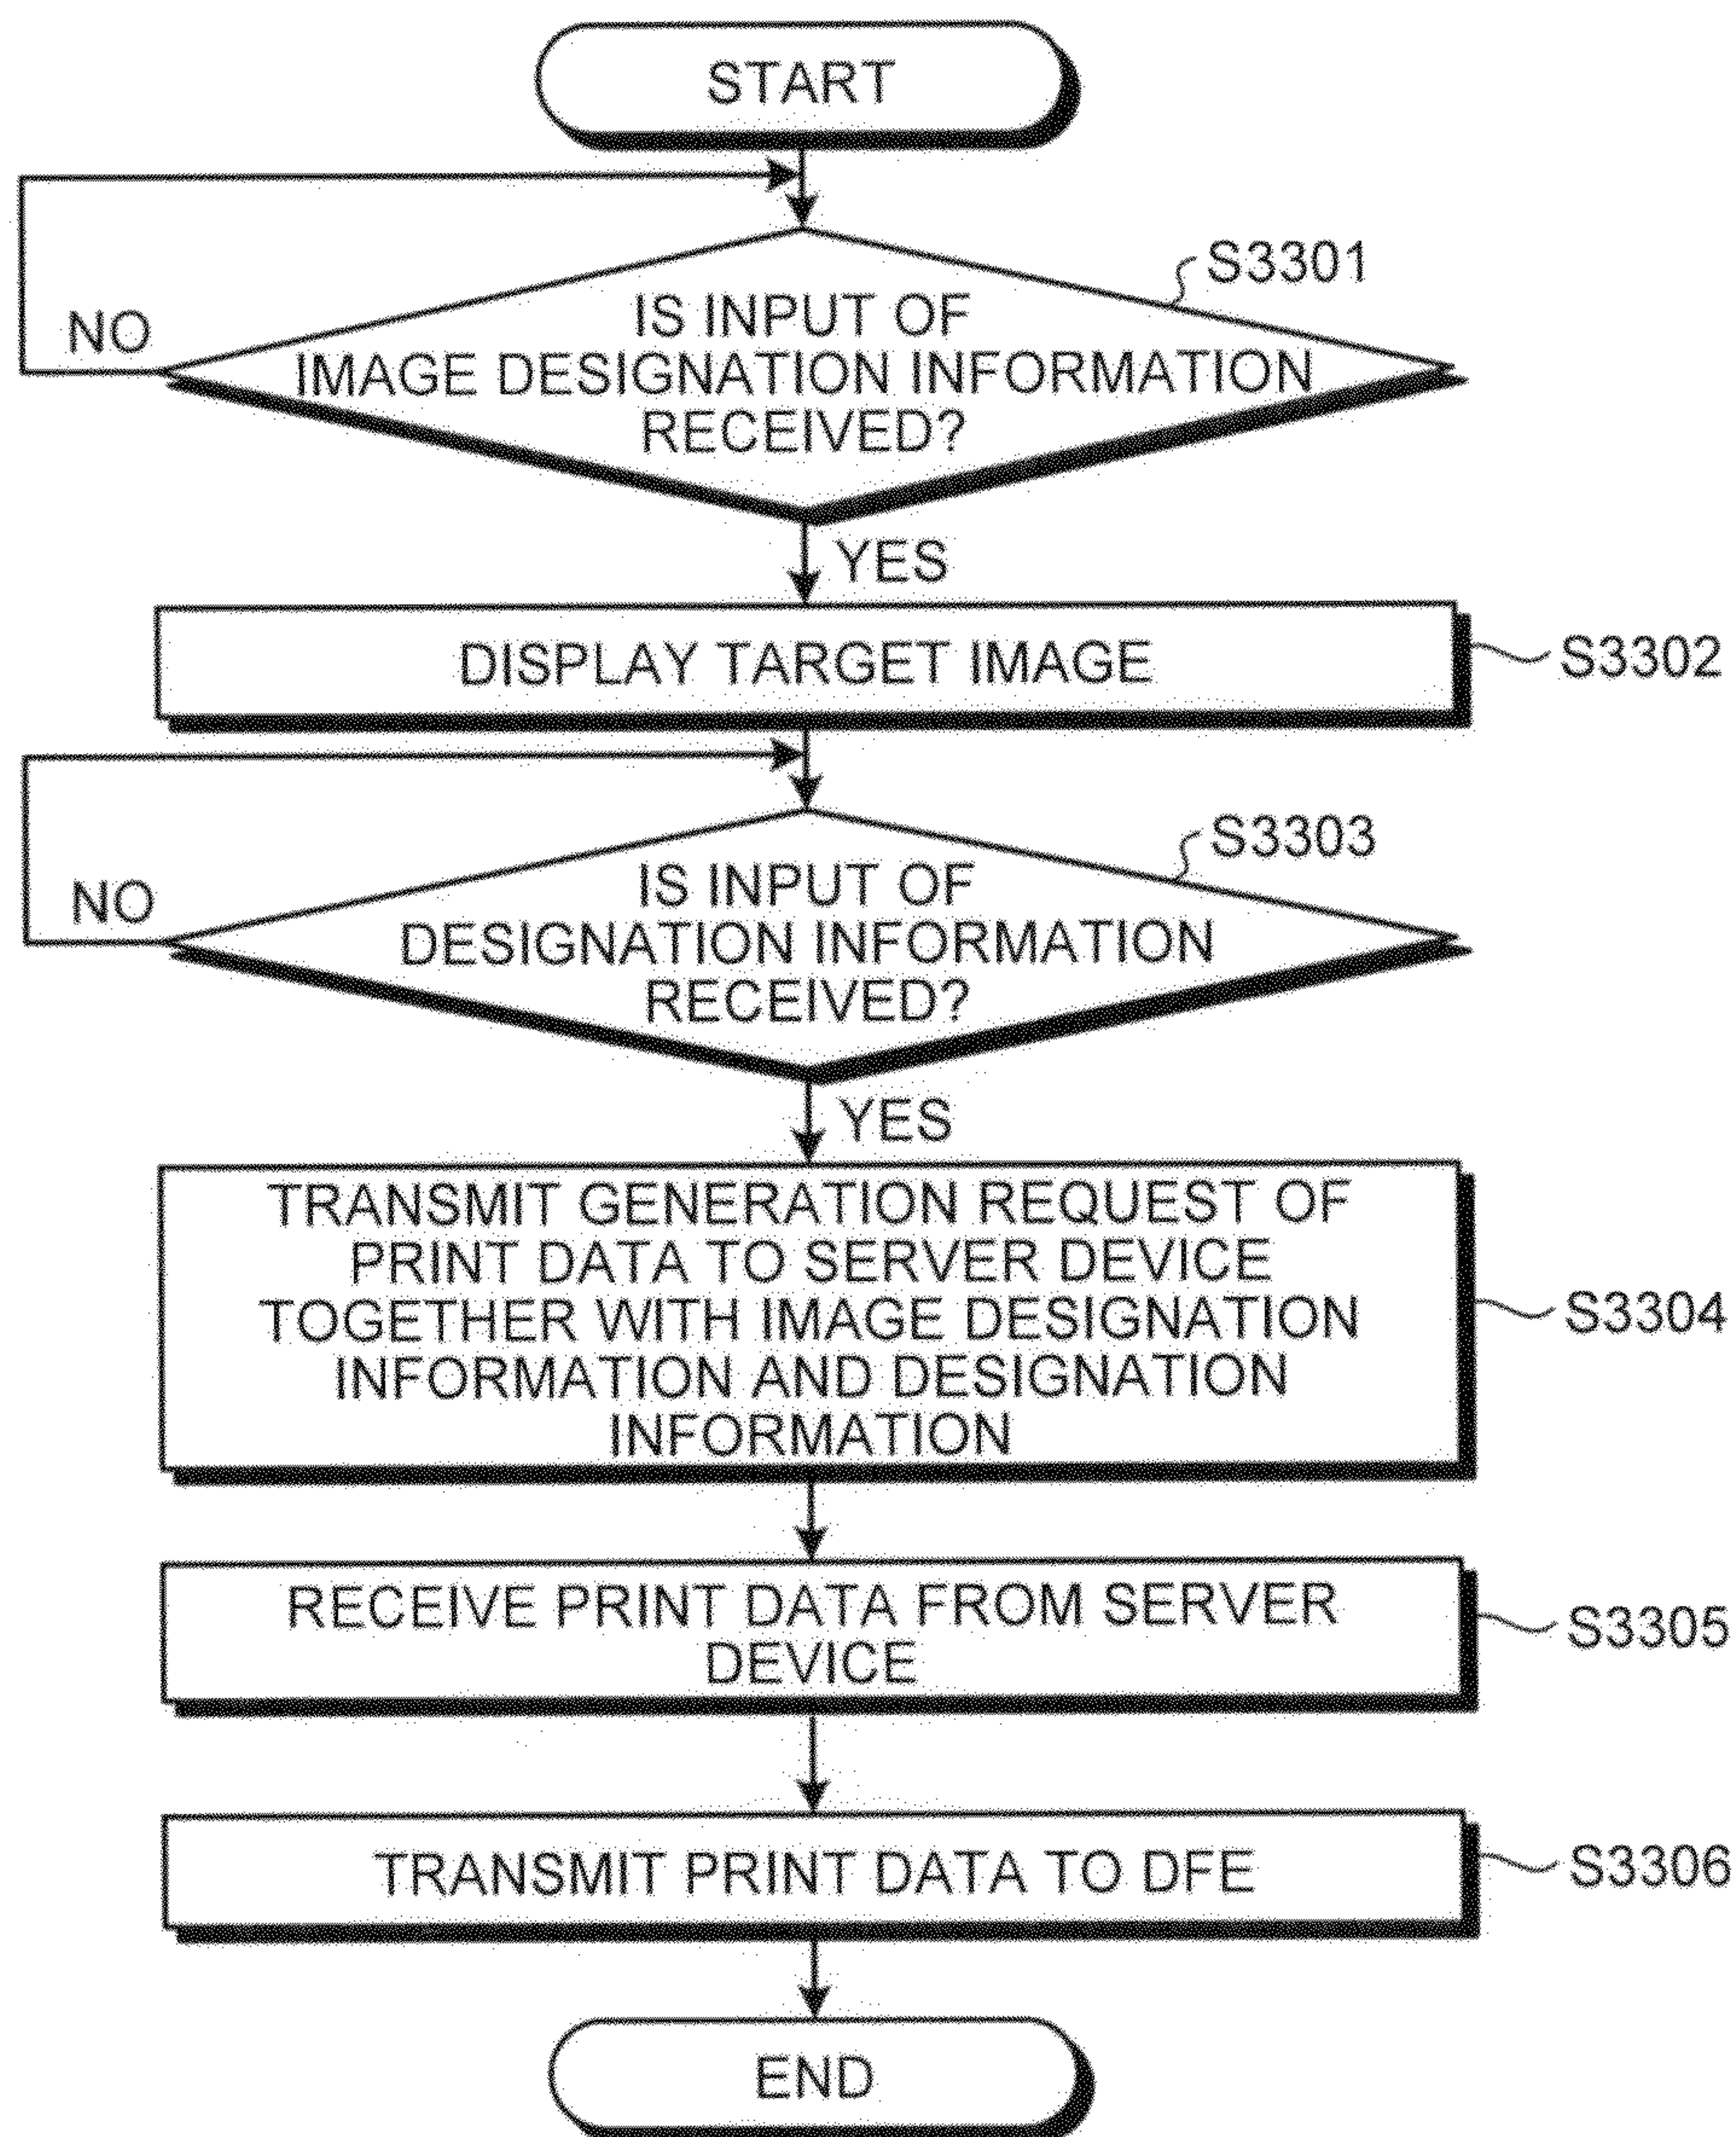 START
S3301
NO
IS INPUT OF
IMAGE DESIGNATION INFORMATION
RECEIVED?
YES
DISPLAY TARGET IMAGE
S3302
S3303
NO
IS INPUT OF
DESIGNATION INFORMATION
RECEIVED?
YES
TRANSMIT GENERATION REQUEST OF
PRINT DATA TO SERVER DEVICE
TOGETHER WITH IMAGE DESIGNATION
INFORMATION AND DESIGNATION
INFORMATION
S3304
RECEIVE PRINT DATA FROM SERVER
DEVICE
S3305
TRANSMIT PRINT DATA TO DFE
S3306
END